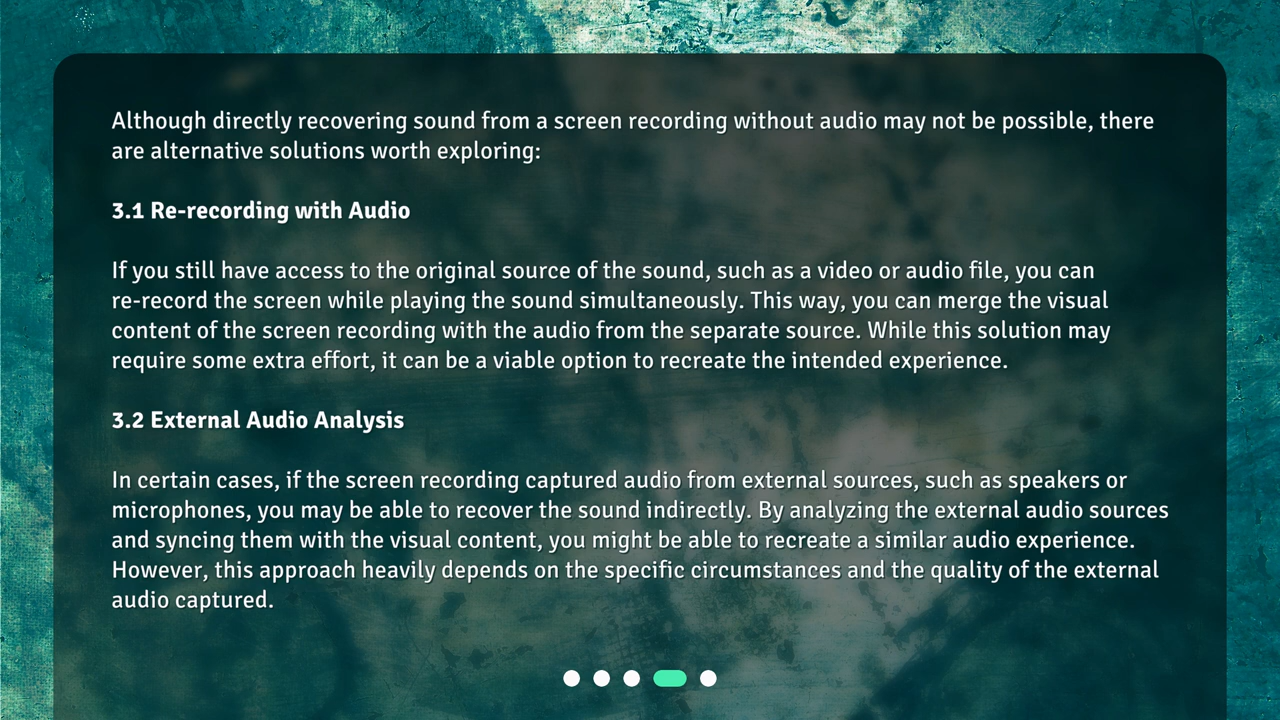 Although directly recovering sound from a screen recording without audio may not be possible, there
are alternative solutions worth exploring:
3.1 Re-recording with Audio
If you still have access to the original source of the sound, such as a video or audio file, you can
re-record the screen while playing the sound simultaneously. This way, you can merge the visual
content of the screen recording with the audio from the separate source. While this solution may
require some extra effort, it can be a viable option to recreate the intended experience.
3.2 External Audio Analysis
In certain cases, if the screen recording captured audio from external sources, such as speakers or
microphones, you may be able to recover the sound indirectly. By analyzing the external audio sources
and syncing them with the visual content, you might be able to recreate a similar audio experience.
However, this approach heavily depends on the specific circumstances and the quality of the external
audio captured.